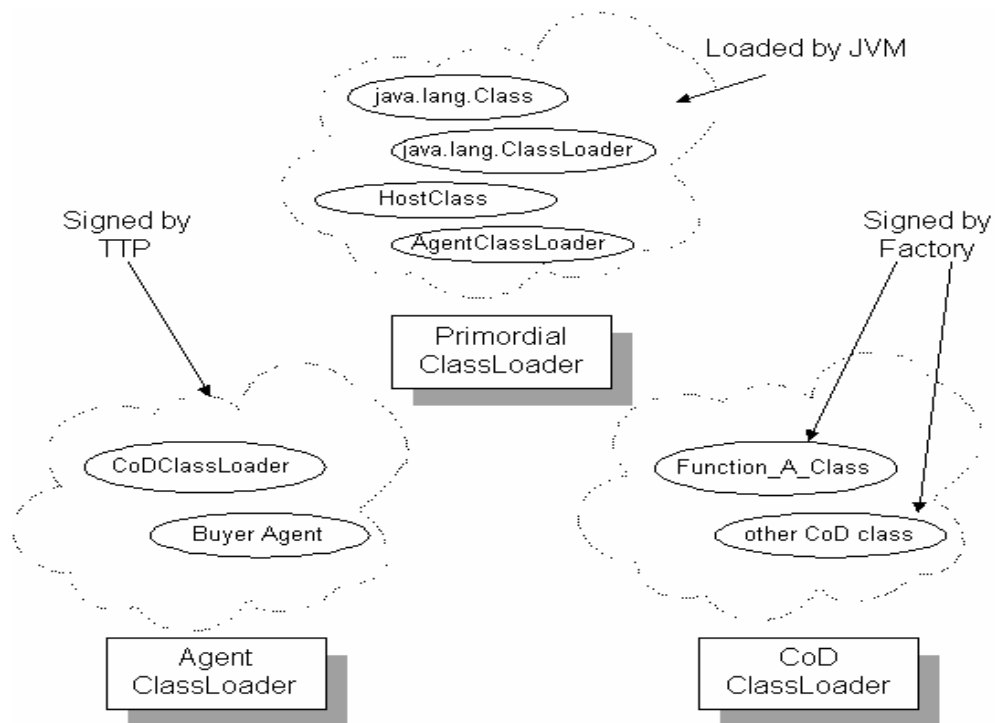 Loaded by JVM
java.lang.Class
java.lang.ClassLoader
HostClass
AgentClassLoader
Signed by
TTP
Signed by
Factory
Primordial
ClassLoader
CoDClassLoader
Buyer Agent
Function_A_Class
other CoD class
Agent
ClassLoader
CoD
ClassLoader